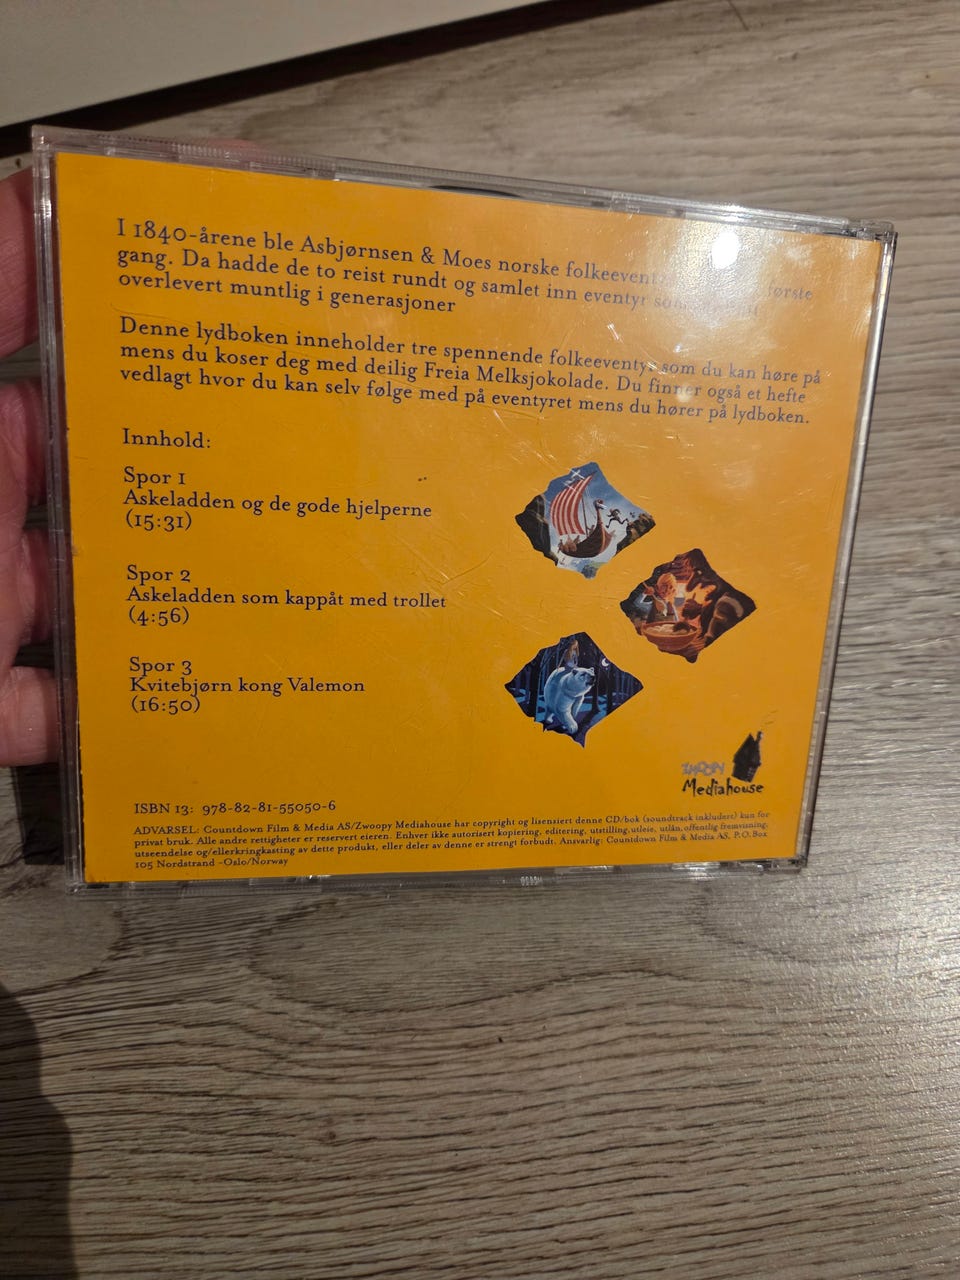 I 1840-årene ble Asbjørnsen & Moes norske første
gang. Da hadde de to reist rundt og samlet inn eventyr som
overlevert muntlig i generasjoner
Denne lydboken inneholder tre spennende folkeeventyr som du kan høre på
mens du koser deg med deilig Freia Melksjokolade. Du finner også et hefte
vedlagt hvor du kan selv følge med på eventyret mens du hører på lydboken.
Innhold:
Spor 1
Askeladden og de gode hjelperne
(15:31)
Spor 2
Askeladden som kappåt med trollet
(4:56)
Spor 3
Kvitebjørn kong Valemon
(16:50)
ZWOOPY
Mediahouse
ISBN 13: 978-82-81-55050-6
ADVARSEL: Countdown Film & Media AS/Zwoopy Mediahouse har copyright og lisensiert denne CD/bok (soundtrack inkludert) kun for
privat bruk. Alle andre rettigheter er reservert eieren. Enhver ikke autorisert kopiering, editering, utstilling, utleie, utlån, offentlig fremvisning,
utseendelse og/ellerkringkasting av dette produkt, eller deler av denne er strengt forbudt. Ansvarlig: Countdown Film & Media AS, P.O.Box
105 Nordstrand -Oslo/Norway